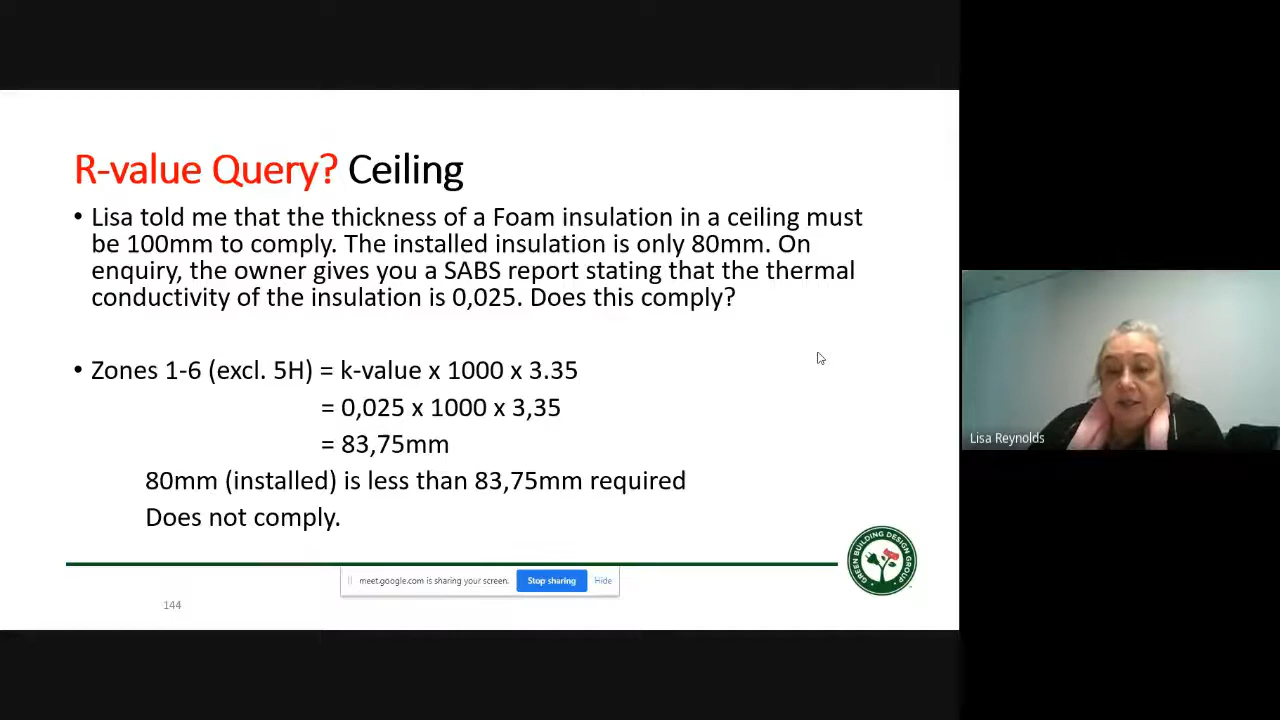 R-value Query? Ceiling
• Lisa told me that the thickness of a Foam insulation in a ceiling must
be 100mm to comply. The installed insulation is only 80mm. On
enquiry, the owner gives you a SABS report stating that the thermal
conductivity of the insulation is 0,025. Does this comply?
• Zones 1-6 (excl. 5H) = k-value x 1000 x 3.35
= 0,025 x 1000 x 3,35
= 83,75mm
80mm (installed) is less than 83,75mm required
Does not comply.
GREEN BUILDING DESIGN GROUP
meet.google.com is sharing your screen. Stop sharing Hide
144
Lisa Reynolds